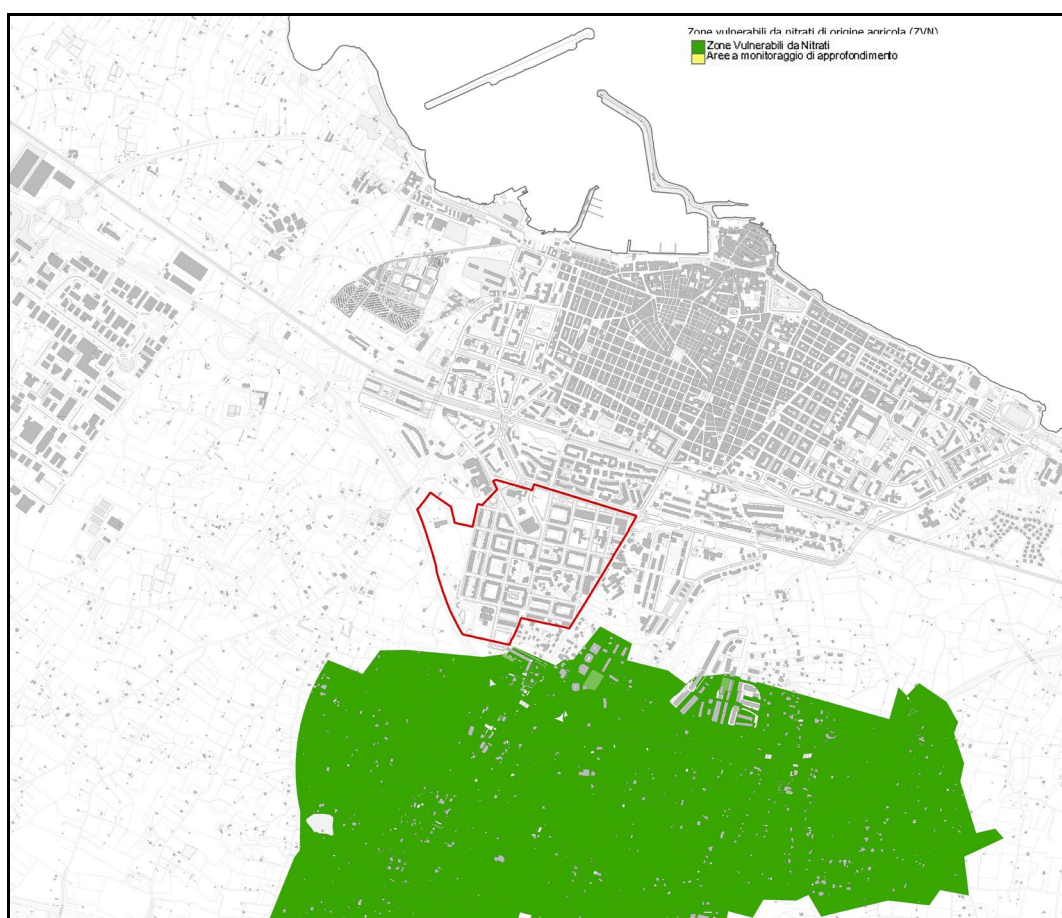 Zone vulnerabili da nitrati di origine agricola (ZVN)
Zone Vulnerabili da Nitrati
Aree a monitoraggio di approfondimento